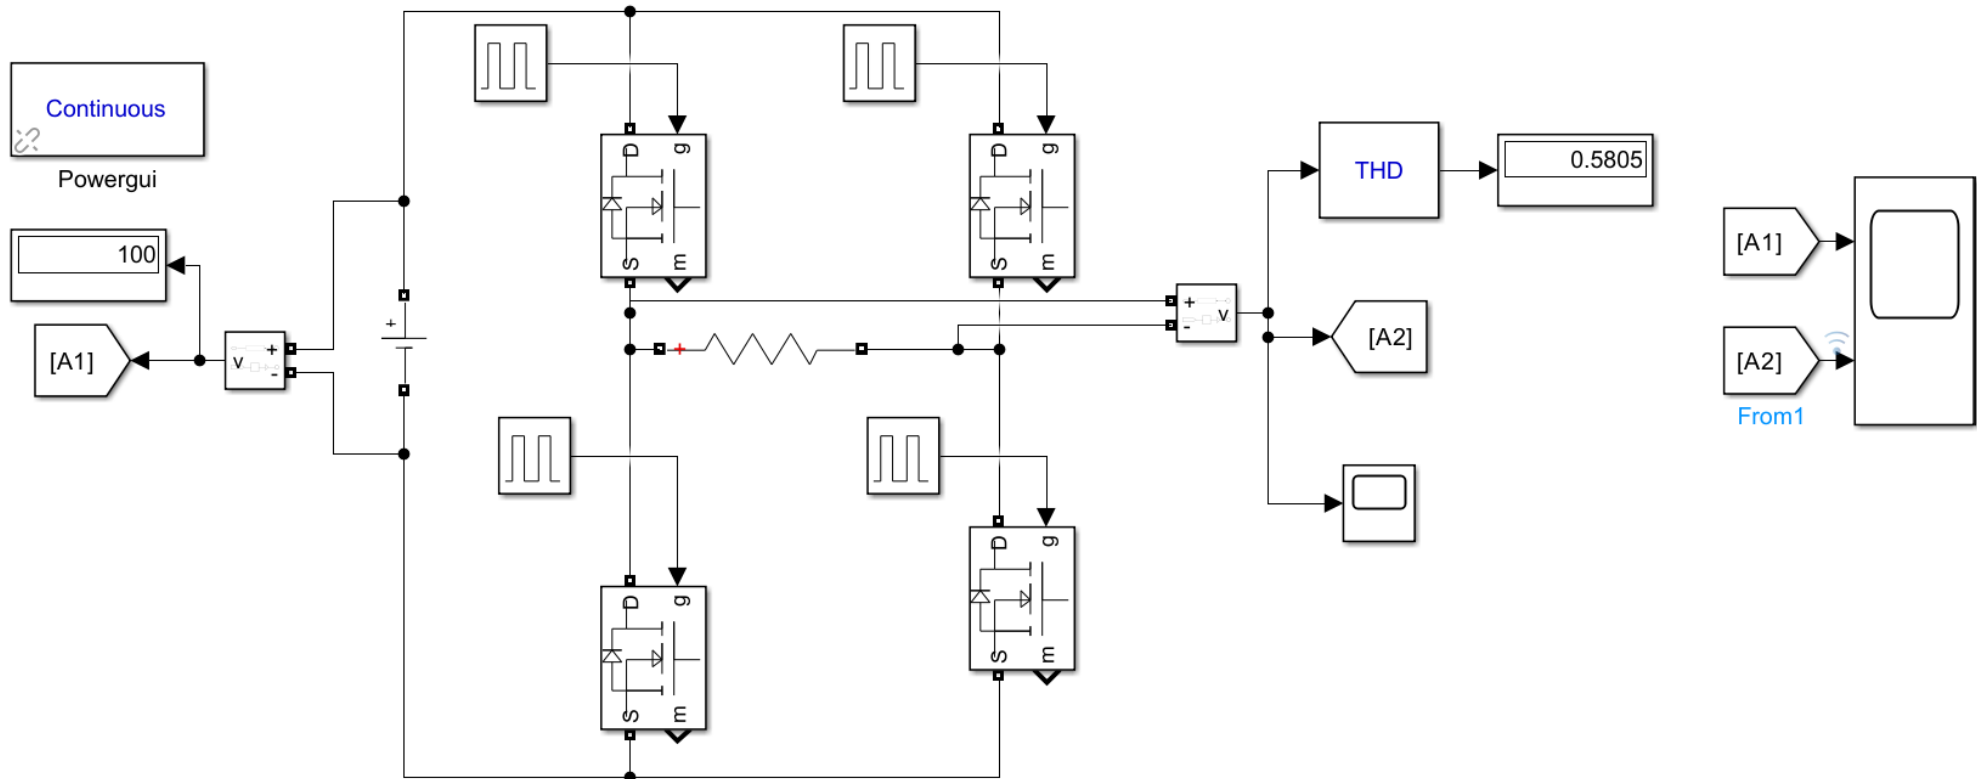 Continuous
Powergui
100
[A1]
v
+
-
+
D
g
S
m
D
g
S
m
+
D
g
S
m
D
g
S
m
+
-
v
THD
0.5805
[A2]
[A1]
[A2]
From1